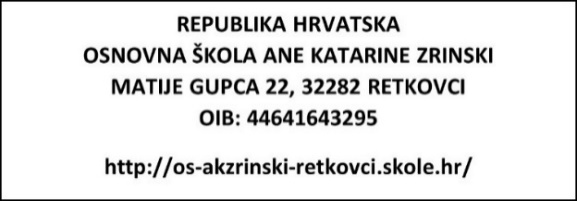 REPUBLIKA HRVATSKA
OSNOVNA ŠKOLA ANE KATARINE ZRINSKI
MATIJE GUPCA 22, 32282 RETKOVCI
OIB: 44641643295
http://os-akzrinski-retkovci.skole.hr/